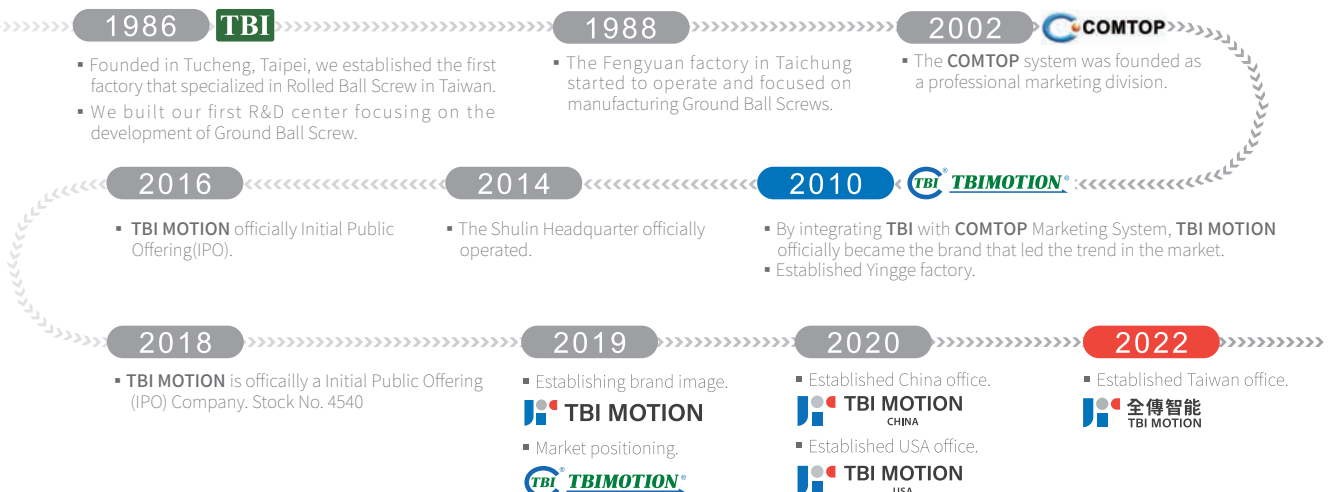 1986 TBI
▪ Founded in Tucheng, Taipei, we established the first
factory that specialized in Rolled Ball Screw in Taiwan.
▪ We built our first R&D center focusing on the
development of Ground Ball Screw.
1988
▪ The Fengyuan factory in Taichung
started to operate and focused on
manufacturing Ground Ball Screws.
2002 COMTOP
▪ The COMTOP system was founded as
a professional marketing division.
2010 TBI® TBIMOTION®
▪ By integrating TBI with COMTOP Marketing System, TBI MOTION
officially became the brand that led the trend in the market.
▪ Established Yingge factory.
2014
▪ The Shulin Headquarter officially
operated.
2016
▪ TBI MOTION officially Initial Public
Offering(IPO).
2018
▪ TBI MOTION is officailly a Initial Public Offering
(IPO) Company. Stock No. 4540
2019
▪ Establishing brand image.
TBI MOTION
▪ Market positioning.
TBI® TBIMOTION®
2020
▪ Established China office.
TBI MOTION
CHINA
▪ Established USA office.
TBI MOTION
USA
2022
▪ Established Taiwan office.
全傳智能
TBI MOTION